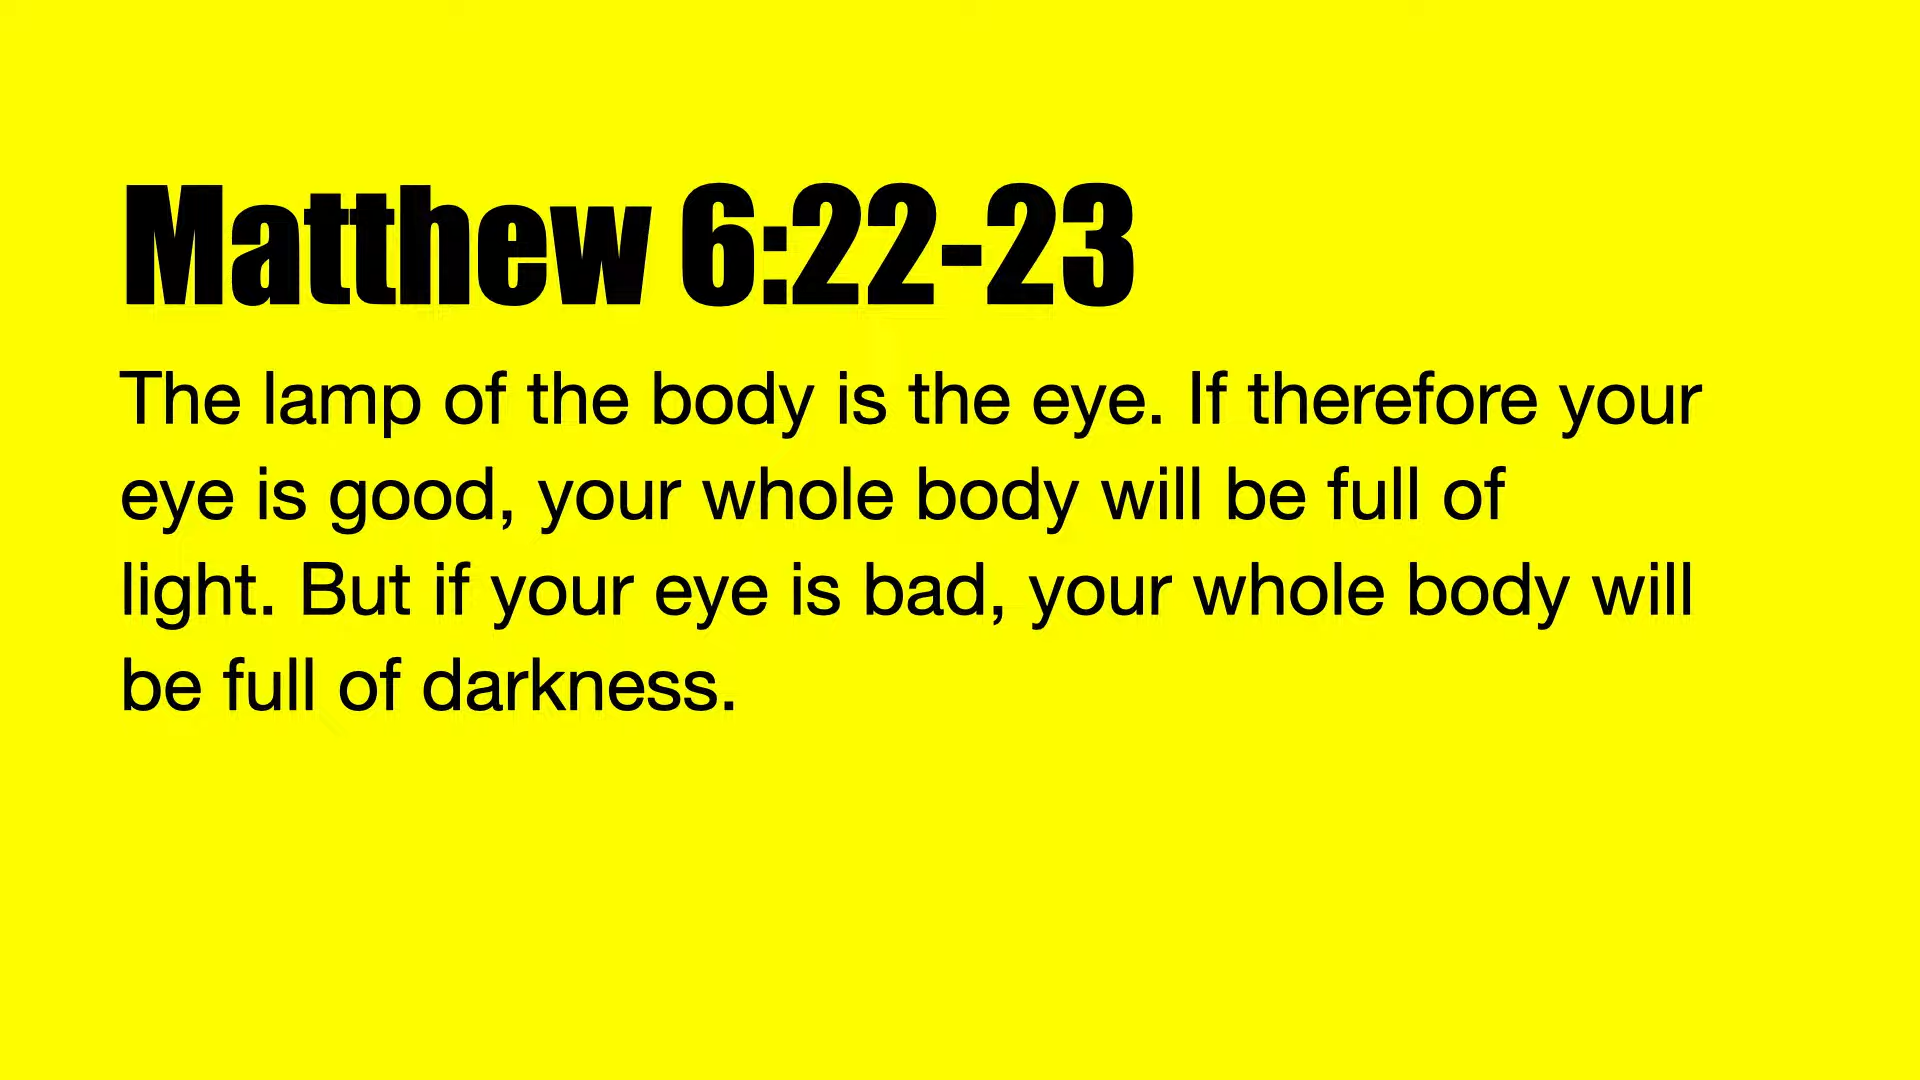 Matthew 6:22-23
The lamp of the body is the eye. If therefore your
eye is good, your whole body will be full of
light. But if your eye is bad, your whole body will
be full of darkness.